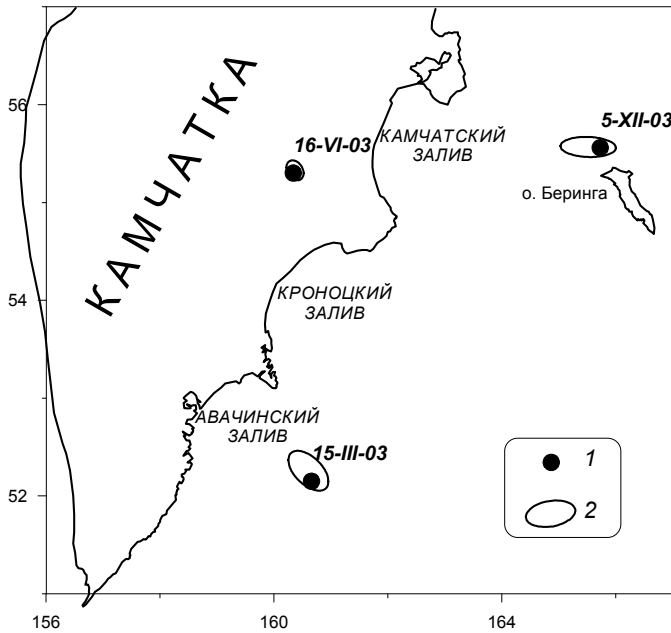 56
5-XII-03
16-VI-03
КАМЧАТСКИЙ
ЗАЛИВ
о. Беринга
КАМЧАТКА
54
КРОНОЦКИЙ
ЗАЛИВ
АВАЧИНСКИЙ
ЗАЛИВ
15-III-03
1
52
2
156
160
164